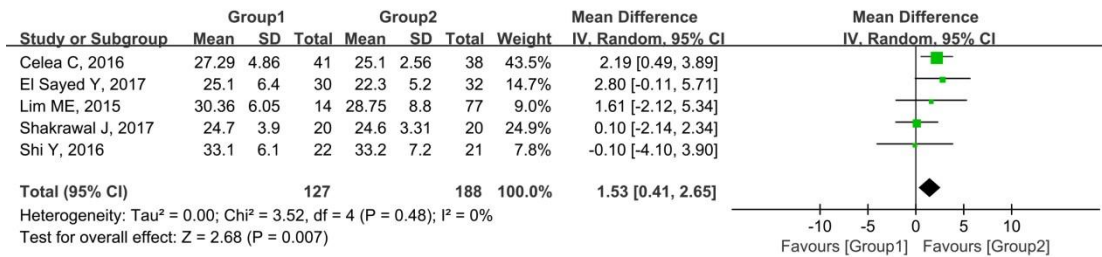 Group1 Group2 Mean Difference Mean Difference
Study or Subgroup Mean SD Total Mean SD Total Weight IV, Random, 95% CI IV, Random, 95% CI
Celea C, 2016 27.29 4.86 41 25.1 2.56 38 43.5% 2.19 [0.49, 3.89]
El Sayed Y, 2017 25.1 6.4 30 22.3 5.2 32 14.7% 2.80 [-0.11, 5.71]
Lim ME, 2015 30.36 6.05 14 28.75 8.8 77 9.0% 1.61 [-2.12, 5.34]
Shakrawal J, 2017 24.7 3.9 20 24.6 3.31 20 24.9% 0.10 [-2.14, 2.34]
Shi Y, 2016 33.1 6.1 22 33.2 7.2 21 7.8% -0.10 [-4.10, 3.90]
Total (95% CI) 127 188 100.0% 1.53 [0.41, 2.65]
Heterogeneity: Tau² = 0.00; Chi² = 3.52, df = 4 (P = 0.48); I² = 0%
Test for overall effect: Z = 2.68 (P = 0.007)
-10 -5 0 5 10
Favours [Group1] Favours [Group2]